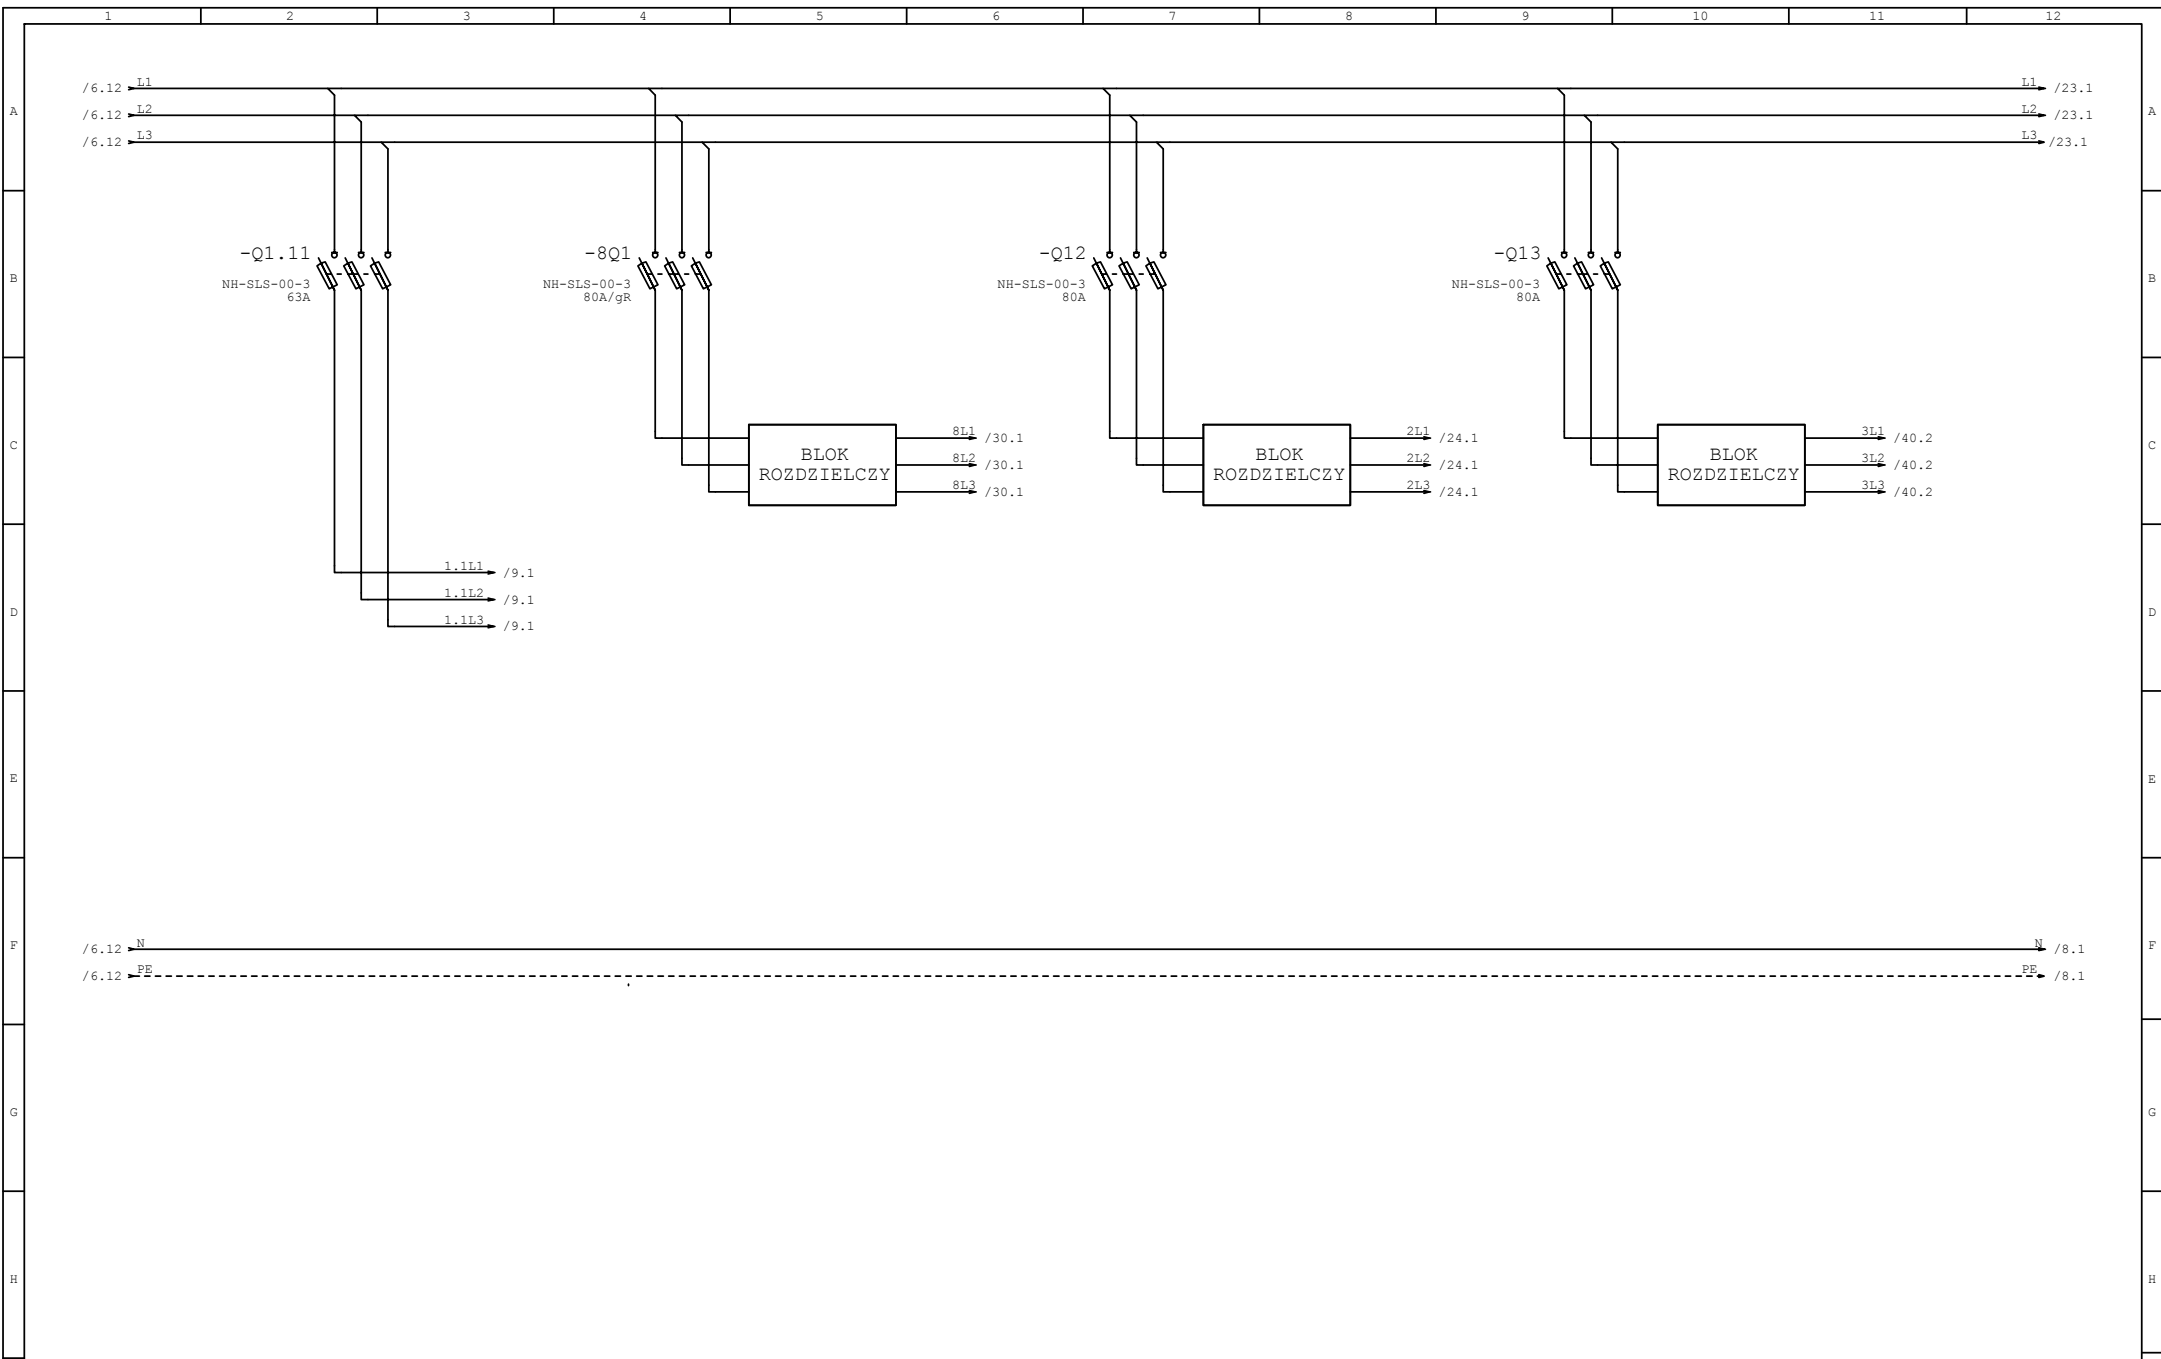 1 2 3 4 5 6 7 8 9 10 11 12
/6.12 L1 L1 /23.1
A A
/6.12 L2 L2 /23.1
/6.12 L3 L3 /23.1
-Q1.11 -8Q1 -Q12 -Q13
B B
NH-SLS-00-3 NH-SLS-00-3 NH-SLS-00-3 NH-SLS-00-3
63A 80A/gR 80A 80A
8L1 /30.1 2L1 /24.1 3L1 /40.2
C C
BLOK BLOK BLOK
8L2 /30.1 2L2 /24.1 3L2 /40.2
ROZDZIELCZY ROZDZIELCZY ROZDZIELCZY
8L3 /30.1 2L3 /24.1 3L3 /40.2
1.1L1 /9.1
1.1L2 /9.1
D D
1.1L3 /9.1
E E
F F
/6.12 N N /8.1
/6.12 PE PE /8.1
G G
H H